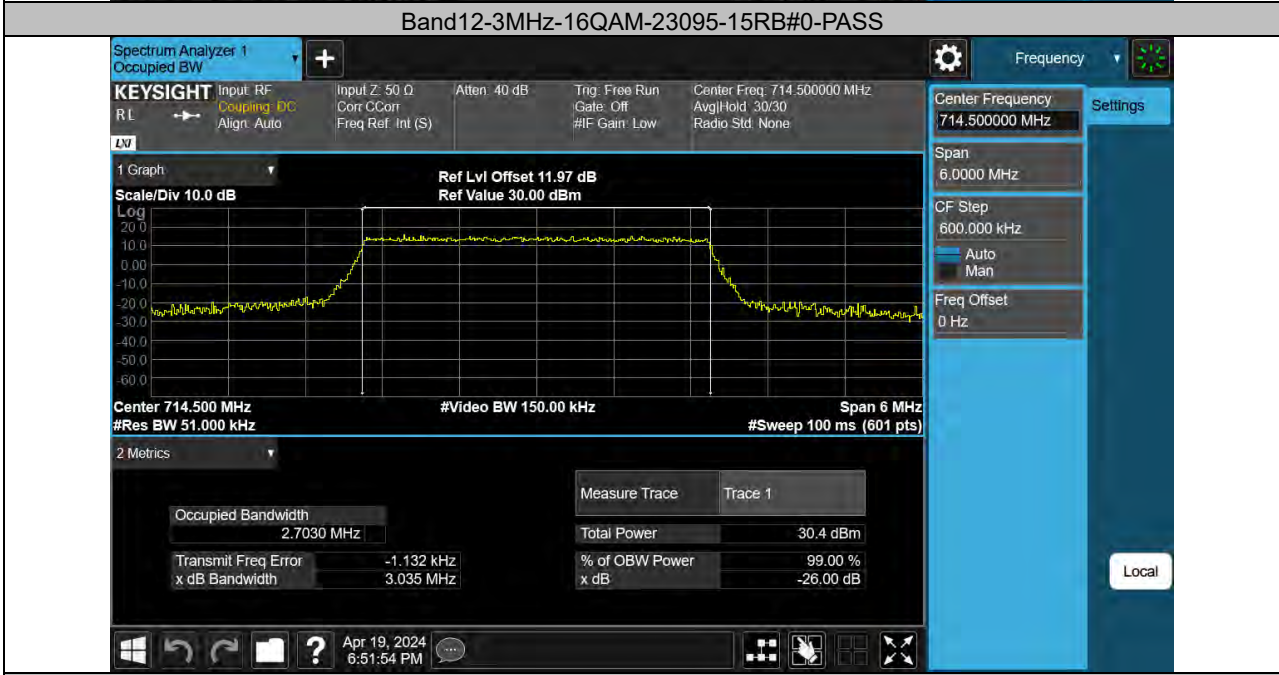 Band12-3MHz-16QAM-23095-15RB#0-PASS
Spectrum Analyzer 1
Occupied BW
+
Frequency
KEYSIGHT
RL
LXI
Input: RF
Coupling: DC
Align: Auto
Input Z: 50 Ω
Corr CCorr
Freq Ref: Int (S)
Atten: 40 dB
Trig: Free Run
Gate: Off
#IF Gain: Low
Center Freq: 714.500000 MHz
Avg|Hold: 30/30
Radio Std: None
Center Frequency
714.500000 MHz
Settings
Span
6.0000 MHz
CF Step
600.000 kHz
Auto
Man
Freq Offset
0 Hz
Local
1 Graph
Scale/Div 10.0 dB
Ref Lvl Offset 11.97 dB
Ref Value 30.00 dBm
Log
20.0
10.0
0.00
-10.0
-20.0
-30.0
-40.0
-50.0
-60.0
Center 714.500 MHz
#Video BW 150.00 kHz
Span 6 MHz
#Res BW 51.000 kHz
#Sweep 100 ms (601 pts)
2 Metrics
Measure Trace Trace 1
Occupied Bandwidth
2.7030 MHz
Total Power 30.4 dBm
Transmit Freq Error -1.132 kHz
% of OBW Power 99.00 %
x dB Bandwidth 3.035 MHz
x dB -26.00 dB
?
Apr 19, 2024
6:51:54 PM